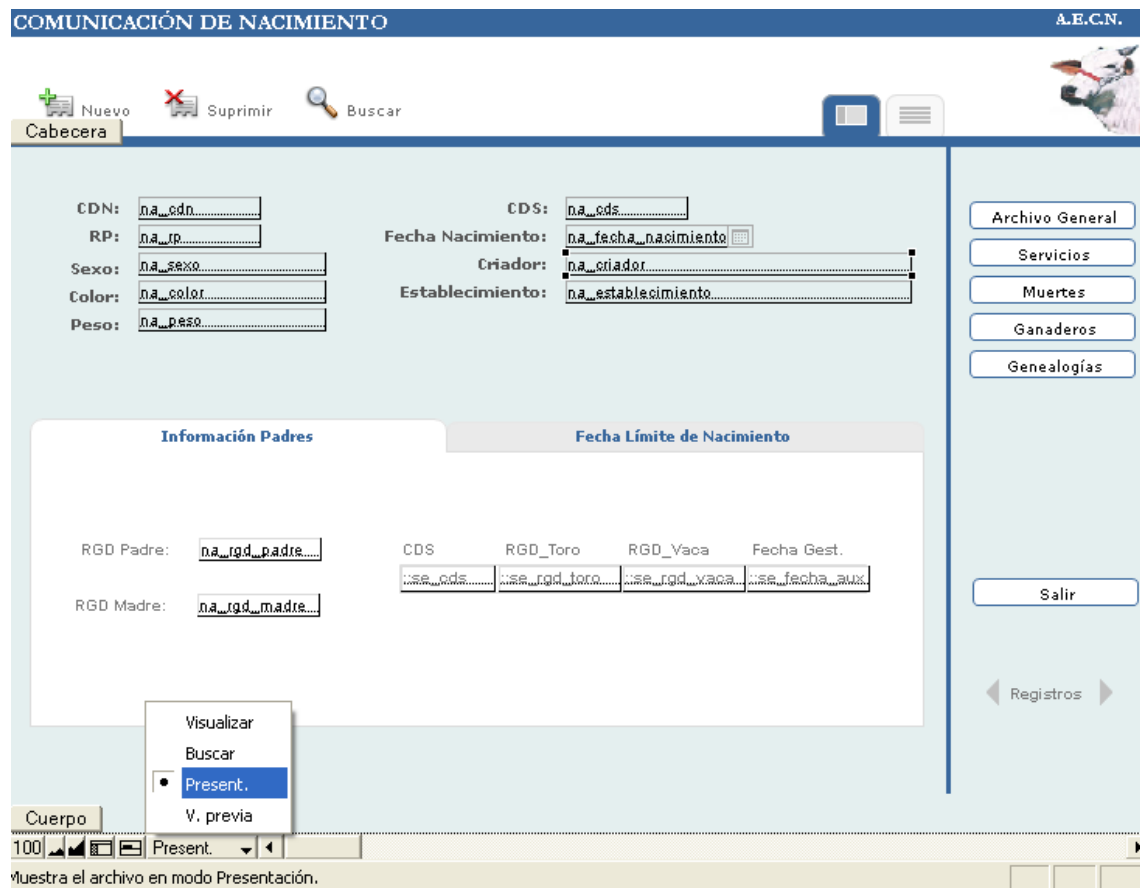 COMUNICACIÓN DE NACIMIENTO A.E.C.N.
Nuevo Suprimir Buscar
Cabecera
CDN: na_cdn CDS: na_cds
RP: na_rp Fecha Nacimiento: na_fecha_nacimiento
Sexo: na_sexo Criador: na_criador
Color: na_color Establecimiento: na_establecimiento
Peso: na_peso
Archivo General
Servicios
Muertes
Ganaderos
Genealogías
Información Padres Fecha Límite de Nacimiento
RGD Padre: na_rgd_padre CDS RGD_Toro RGD_Vaca Fecha Gest.
::se_cds ::se_rgd_toro ::se_rgd_vaca ::se_fecha_aux
RGD Madre: na_rgd_madre
Salir
Registros
Visualizar
Buscar
Present.
V. previa
Cuerpo
100 Present.
Muestra el archivo en modo Presentación.